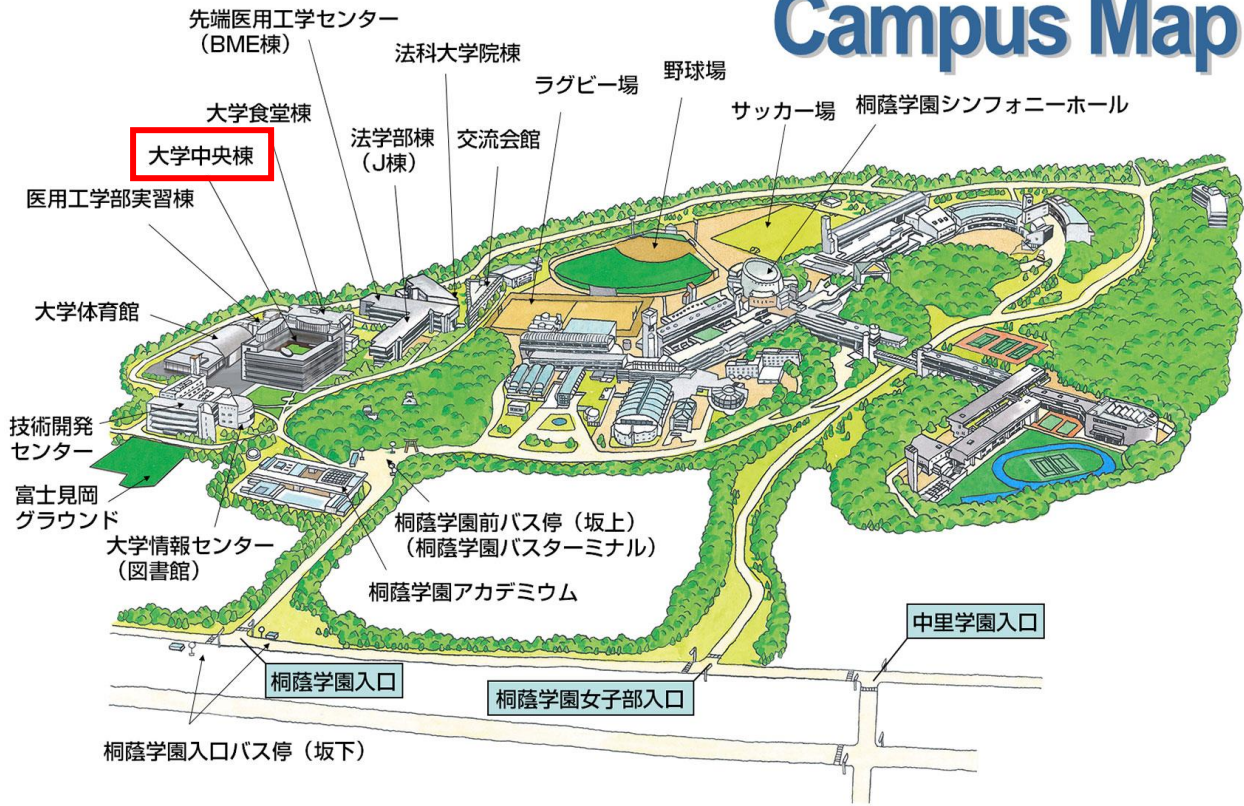 Campus Map
先端医用工学センター
（BME棟）
法科大学院棟
ラグビー場
野球場
サッカー場
桐蔭学園シンフォニーホール
大学食堂棟
法学部棟
（J棟）
交流会館
大学中央棟
医用工学部実習棟
大学体育館
技術開発
センター
富士見岡
グラウンド
大学情報センター
（図書館）
桐蔭学園前バス停（坂上）
（桐蔭学園バスターミナル）
桐蔭学園アカデミウム
中里学園入口
桐蔭学園入口
桐蔭学園女子部入口
桐蔭学園入口バス停（坂下）